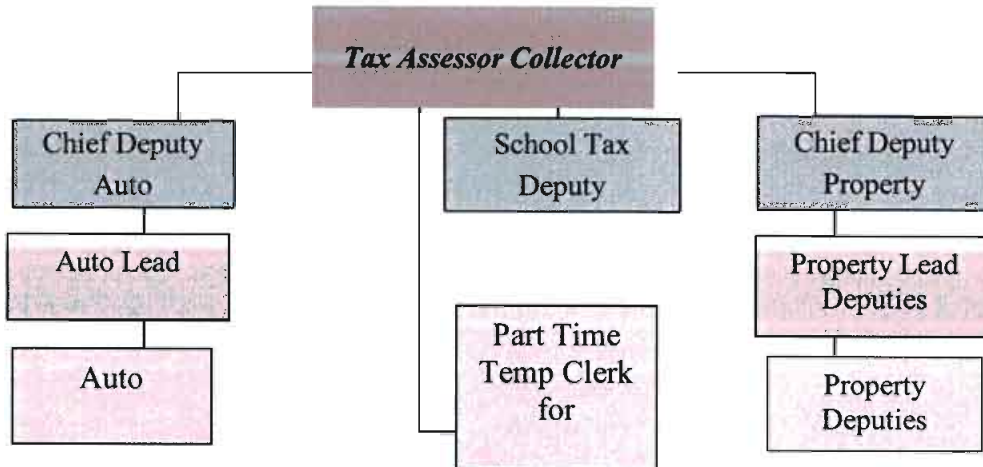 Tax Assessor Collector
Chief Deputy
Auto
School Tax
Deputy
Chief Deputy
Property
Auto Lead
Property Lead
Deputies
Part Time
Temp Clerk
for
Auto
Property
Deputies